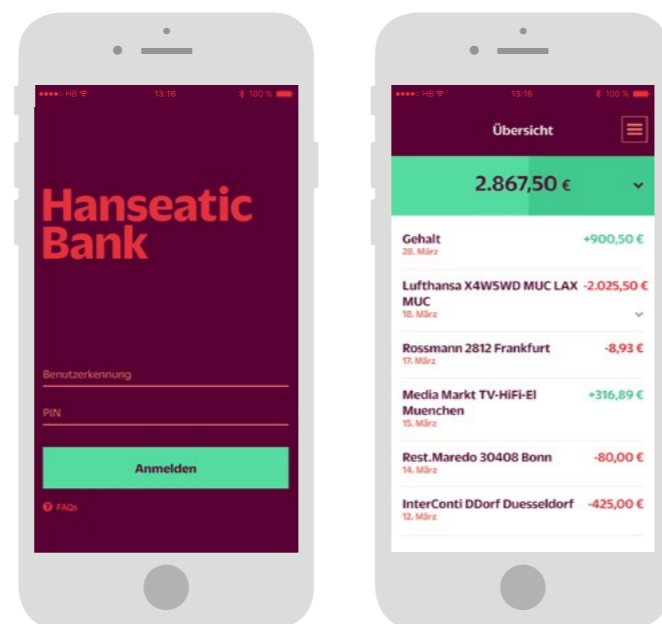 HB 13:16 100 %
Hanseatic
Bank
Benutzerkennung
PIN
Anmelden
? FAQs
HB 13:16 100 %
Übersicht
2.867,50 €
Gehalt +900,50 €
28. März
Lufthansa X4W5WD MUC LAX -2.025,50 €
MUC
18. März
Rossmann 2812 Frankfurt -8,93 €
17. März
Media Markt TV-HiFi-El +316,89 €
Muenchen
15. März
Rest.Maredo 30408 Bonn -80,00 €
14. März
InterConti DDorf Duesseldorf -425,00 €
12. März